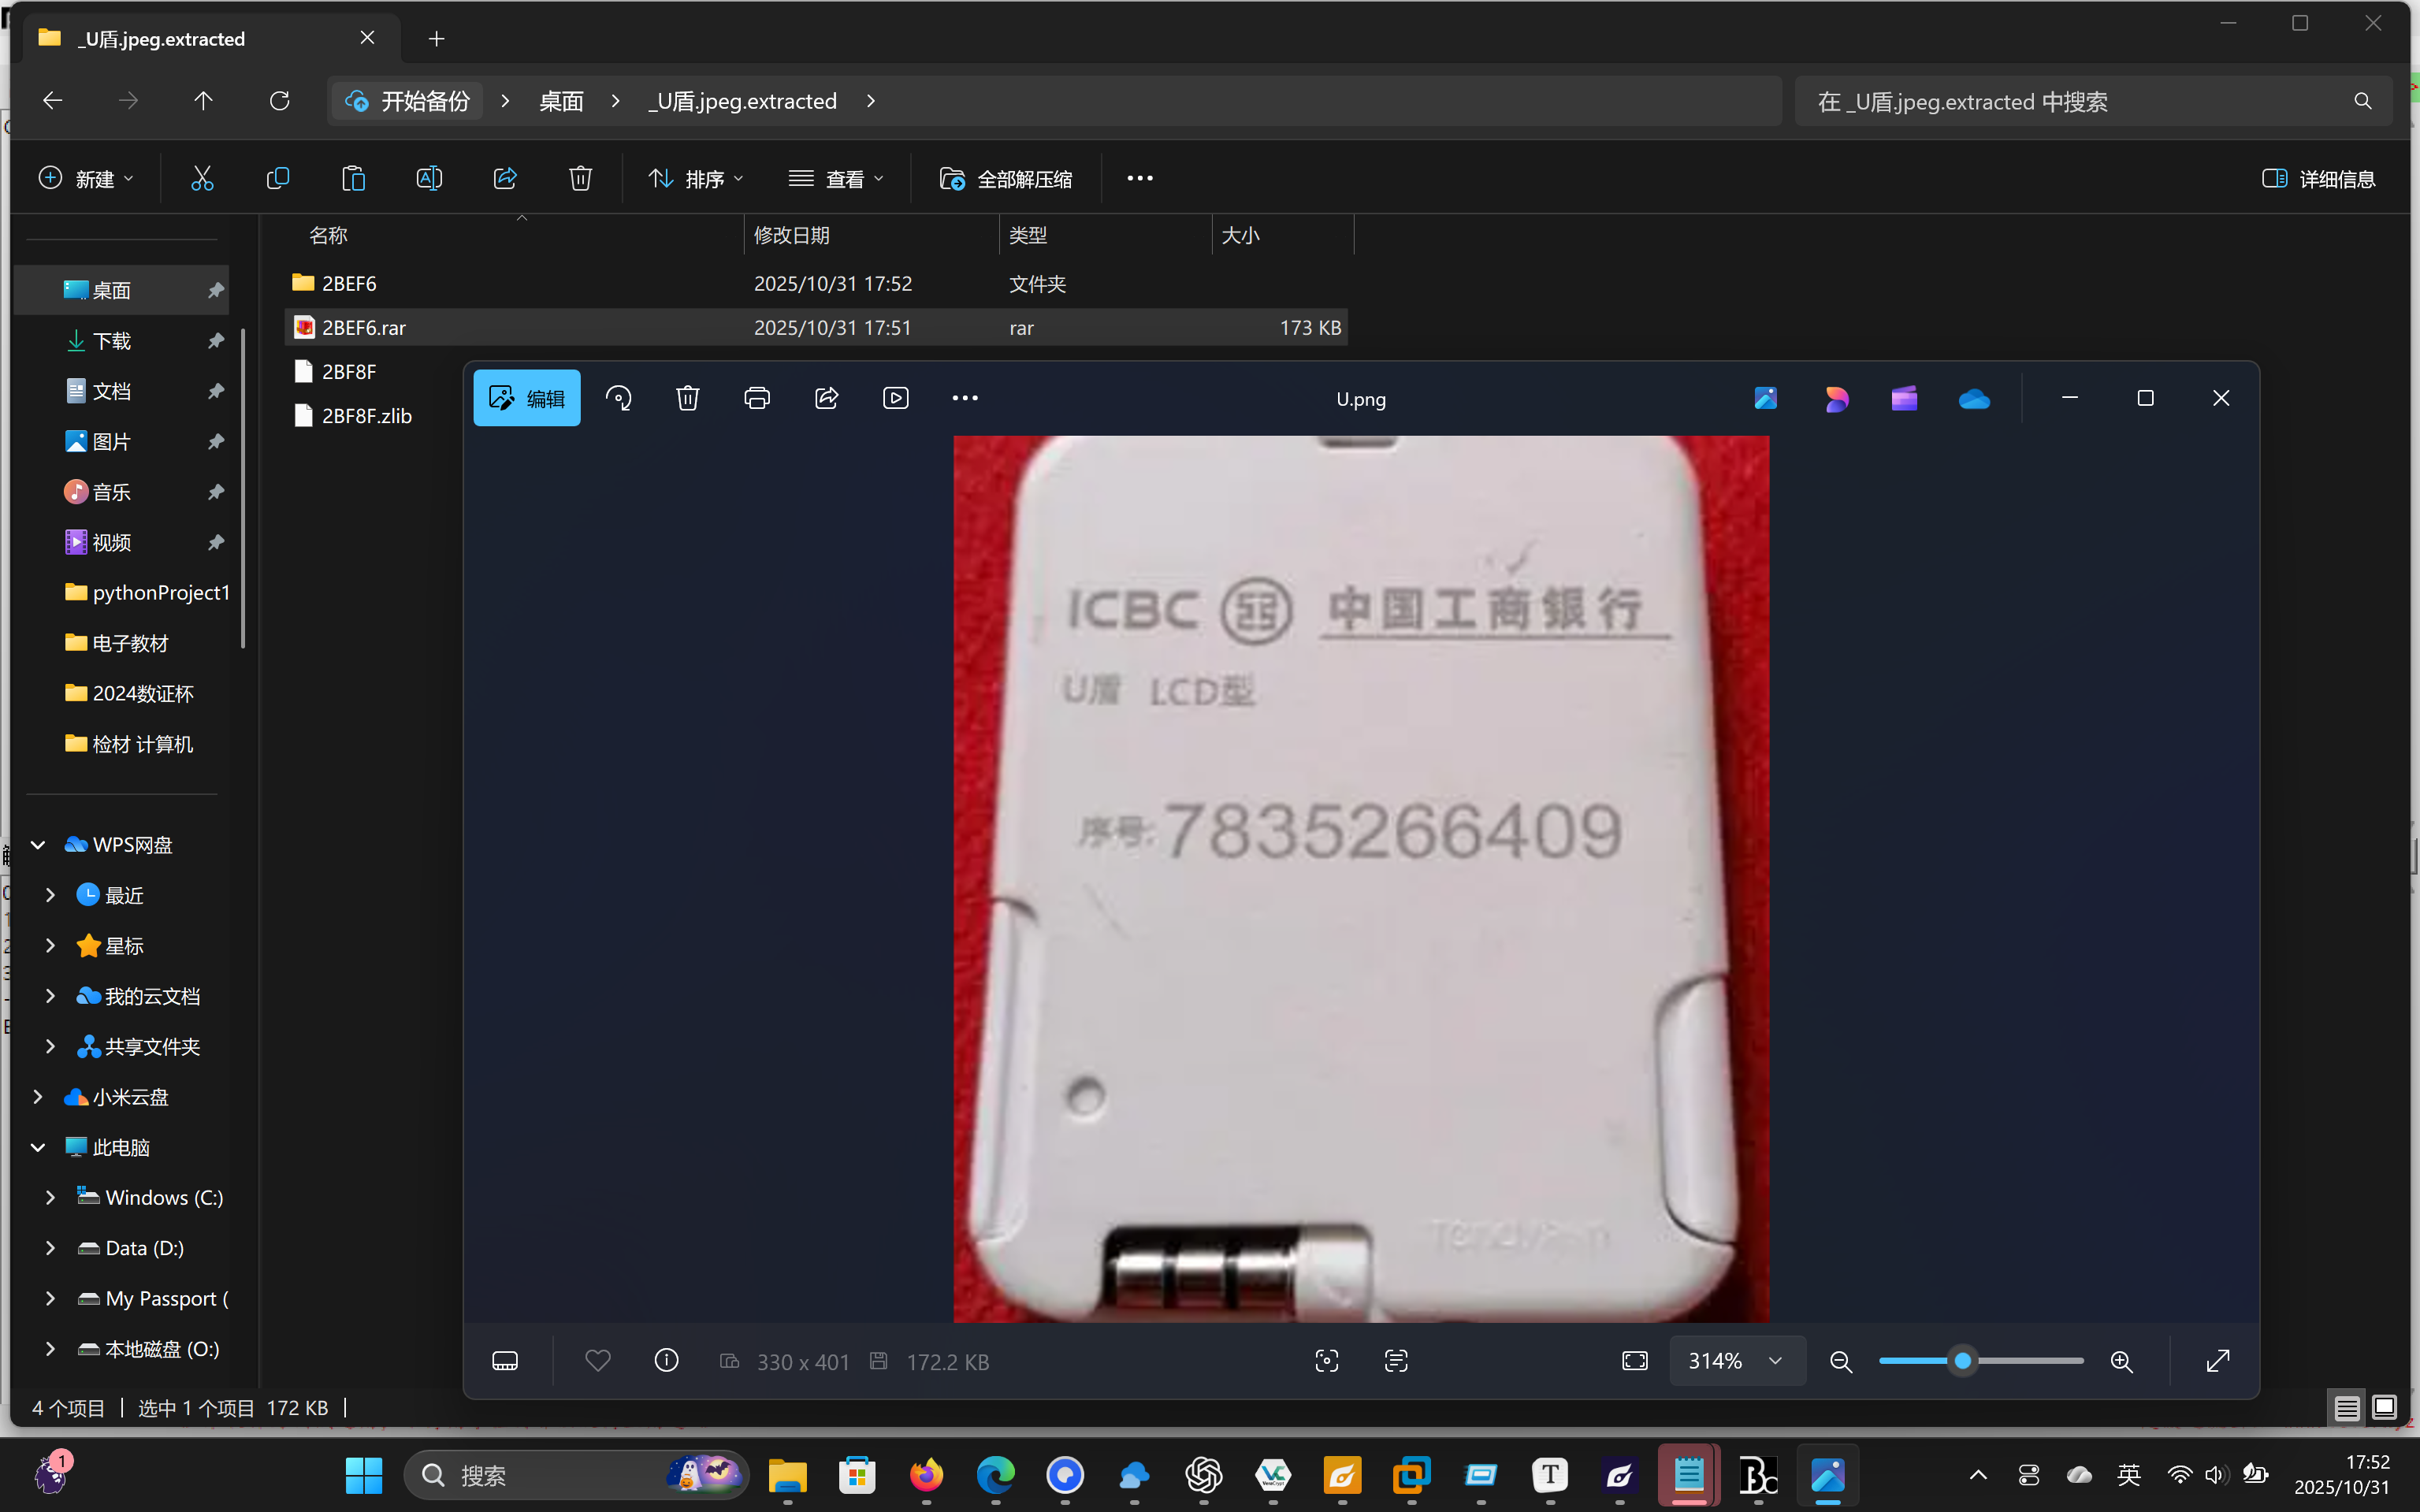 _U盾.jpeg.extracted
开始备份 > 桌面 > _U盾.jpeg.extracted >
在 _U盾.jpeg.extracted 中搜索
新建
排序
查看
全部解压缩
详细信息
名称 修改日期 类型 大小
2BEF6 2025/10/31 17:52 文件夹
2BEF6.rar 2025/10/31 17:51 rar 173 KB
2BF8F
2BF8F.zlib
桌面
下载
文档
图片
音乐
视频
pythonProject1
电子教材
2024数证杯
检材 计算机
WPS网盘
最近
星标
我的云文档
共享文件夹
小米云盘
此电脑
Windows (C:)
Data (D:)
My Passport (
本地磁盘 (O:)
编辑
U.png
ICBC 中国工商银行
U盾 LCD型
序号:7835266409
330 x 401 172.2 KB
314%
4 个项目 选中 1 个项目 172 KB
1
搜索
英
17:52
2025/10/31